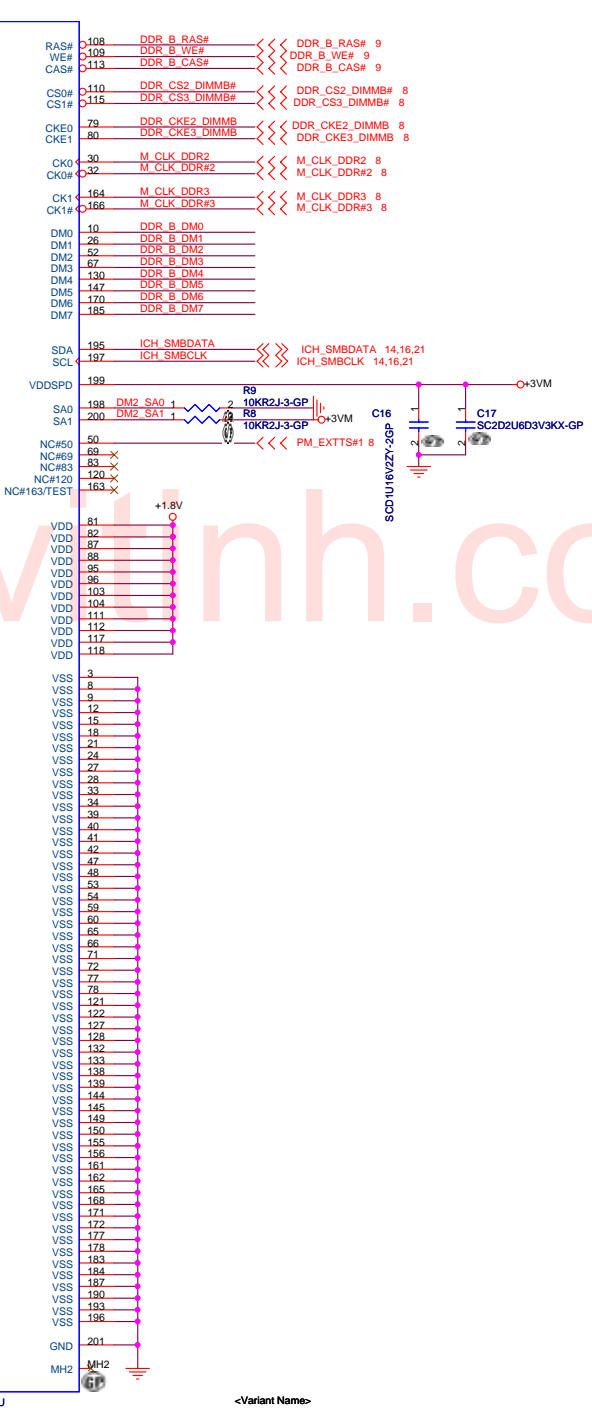 RAS# 108 DDR_B_RAS# DDR_B_RAS# 9
WE# 109 DDR_B_WE# DDR_B_WE# 9
CAS# 113 DDR_B_CAS# DDR_B_CAS# 9
CS0# 110 DDR_CS2_DIMMB# DDR_CS2_DIMMB# 8
CS1# 115 DDR_CS3_DIMMB# DDR_CS3_DIMMB# 8
CKE0 79 DDR_CKE2_DIMMB DDR_CKE2_DIMMB 8
CKE1 80 DDR_CKE3_DIMMB DDR_CKE3_DIMMB 8
CK0 30 M_CLK_DDR2 M_CLK_DDR2 8
CK0# 32 M_CLK_DDR#2 M_CLK_DDR#2 8
CK1 164 M_CLK_DDR3 M_CLK_DDR3 8
CK1# 166 M_CLK_DDR#3 M_CLK_DDR#3 8
DM0 10 DDR_B_DM0
DM1 26 DDR_B_DM1
DM2 52 DDR_B_DM2
DM3 67 DDR_B_DM3
DM4 130 DDR_B_DM4
DM5 147 DDR_B_DM5
DM6 170 DDR_B_DM6
DM7 185 DDR_B_DM7
SDA 195 ICH_SMBDATA ICH_SMBDATA 14,16,21
SCL 197 ICH_SMBCLK ICH_SMBCLK 14,16,21
VDDSPD 199 +3VM
R9
SA0 198 DM2_SA0 1 2 10KR2J-3-GP
SA1 200 DM2_SA1 1 R8 +3VM
10KR2J-3-GP
C16 1 2
SCD1U16V2ZY-2GP
C17 1 2
SC2D2U6D3V3KX-GP
NC#50 50 PM_EXTTS#1 8
NC#69 69
NC#83 83
NC#120 120
NC#163/TEST 163
+1.8V
VDD 81
VDD 82
VDD 87
VDD 88
VDD 95
VDD 96
VDD 103
VDD 104
VDD 111
VDD 112
VDD 117
VDD 118
vitinh.co
VSS 3
VSS 8
VSS 9
VSS 12
VSS 15
VSS 18
VSS 21
VSS 24
VSS 27
VSS 28
VSS 33
VSS 34
VSS 39
VSS 40
VSS 41
VSS 42
VSS 47
VSS 48
VSS 53
VSS 54
VSS 59
VSS 60
VSS 65
VSS 66
VSS 71
VSS 72
VSS 77
VSS 78
VSS 121
VSS 122
VSS 127
VSS 128
VSS 132
VSS 133
VSS 138
VSS 139
VSS 144
VSS 145
VSS 149
VSS 150
VSS 155
VSS 156
VSS 161
VSS 162
VSS 165
VSS 168
VSS 171
VSS 172
VSS 177
VSS 178
VSS 183
VSS 184
VSS 187
VSS 190
VSS 193
VSS 196
GND 201
MH2 MH2
GP
<Variant Name>